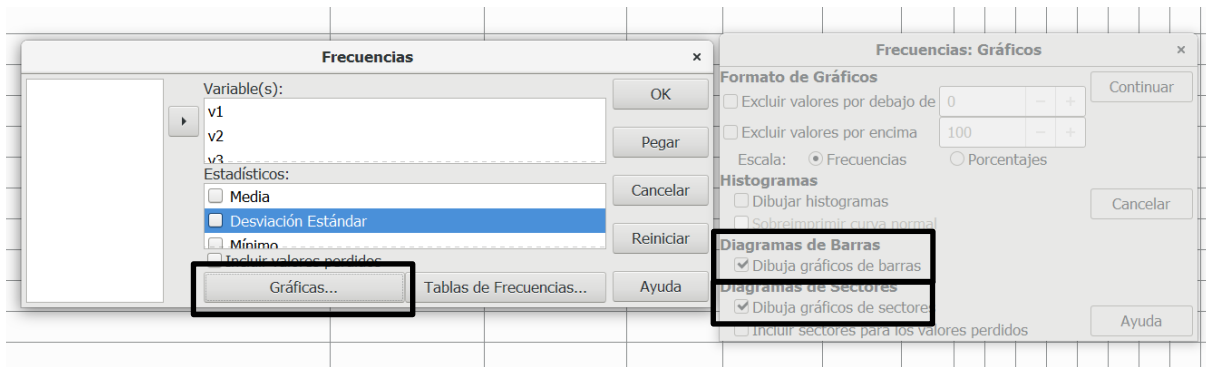 Frecuencias ×
Variable(s):
v1
v2
v3
Estadísticos:
Media
Desviación Estándar
Mínimo
Incluir valores perdidos
Gráficas...
Tablas de Frecuencias...
OK
Pegar
Cancelar
Reiniciar
Ayuda
Frecuencias: Gráficos ×
Formato de Gráficos
Excluir valores por debajo de 0 − +
Excluir valores por encima 100 − +
Escala: Frecuencias Porcentajes
Histogramas
Dibujar histogramas
Sobreimprimir curva normal
Diagramas de Barras
Dibuja gráficos de barras
Diagramas de Sectores
Dibuja gráficos de sectores
Incluir sectores para los valores perdidos
Continuar
Cancelar
Ayuda